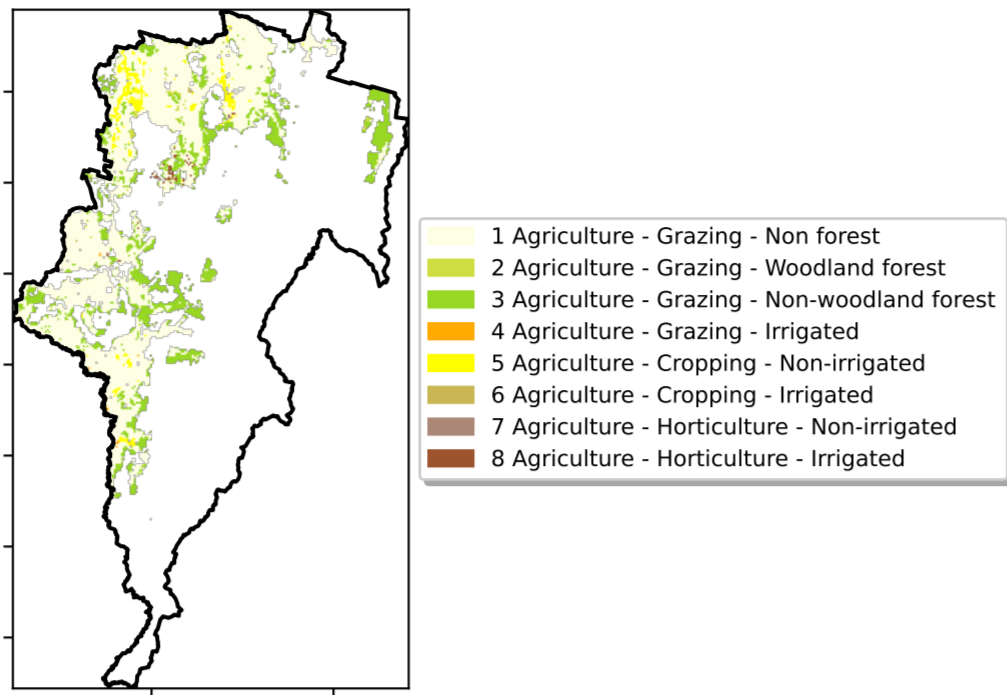 1 Agriculture - Grazing - Non forest
2 Agriculture - Grazing - Woodland forest
3 Agriculture - Grazing - Non-woodland forest
4 Agriculture - Grazing - Irrigated
5 Agriculture - Cropping - Non-irrigated
6 Agriculture - Cropping - Irrigated
7 Agriculture - Horticulture - Non-irrigated
8 Agriculture - Horticulture - Irrigated